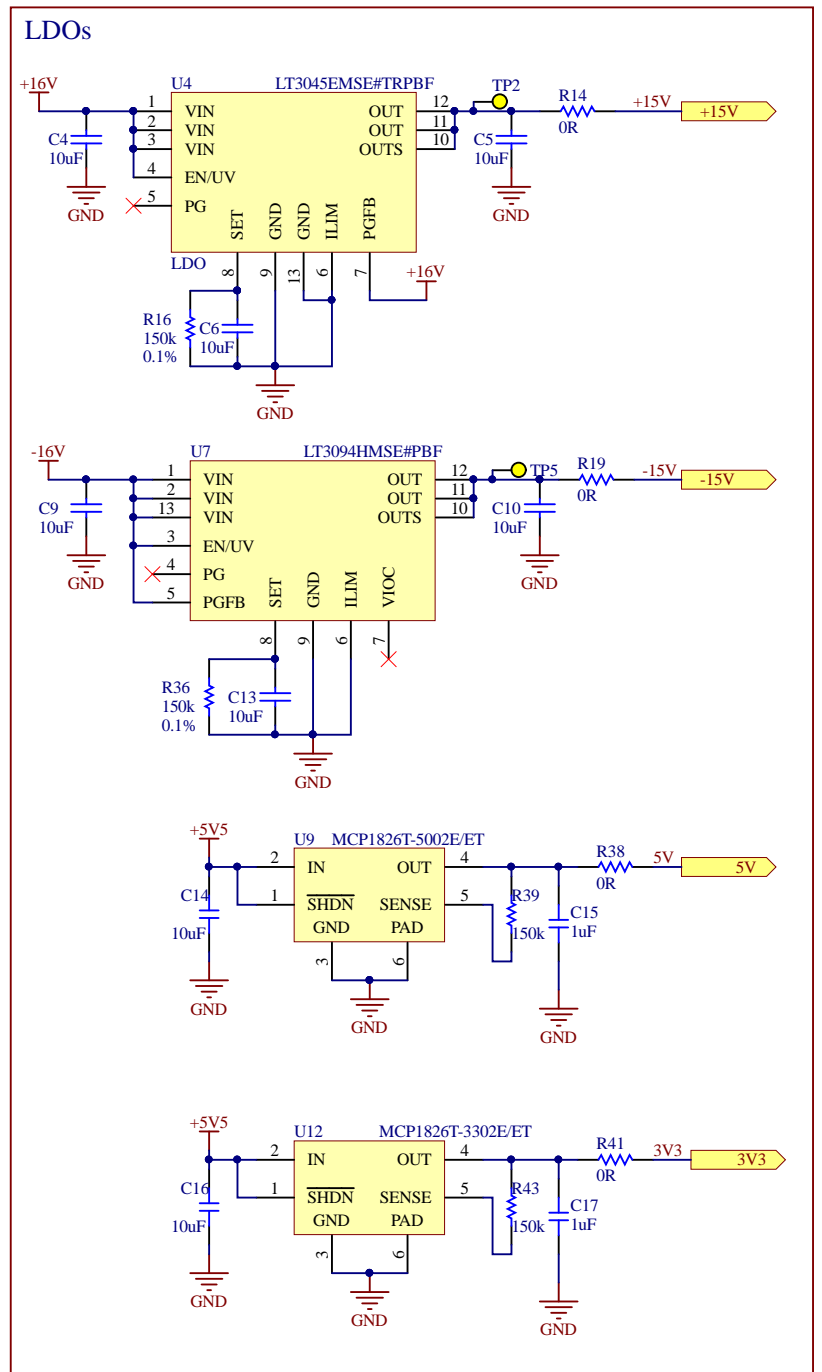 LDOs
U4 LT3045EMSE#TRPBF
TP2
+16V
1 VIN
2 VIN
3 VIN
4 EN/UV
5 PG
OUT 12
OUT 11
OUTS 10
SET GND GND ILIM PGFB
8 9 13 6 7
LDO
C4
10uF
GND
C5
10uF
GND
R14
0R
+15V
+15V
+16V
R16
150k
0.1%
C6
10uF
GND
U7 LT3094HMSE#PBF
TP5
-16V
1 VIN
2 VIN
13 VIN
3 EN/UV
4 PG
5 PGFB
OUT 12
OUT 11
OUTS 10
SET GND ILIM VIOC
8 9 6 7
C9
10uF
GND
C10
10uF
GND
R19
0R
-15V
-15V
R36
150k
0.1%
C13
10uF
GND
+5V5
U9 MCP1826T-5002E/ET
2 IN
1 SHDN
OUT 4
SENSE 5
GND PAD
3 6
GND
C14
10uF
GND
R39
150k
C15
1uF
GND
R38
0R
5V
5V
+5V5
U12 MCP1826T-3302E/ET
2 IN
1 SHDN
OUT 4
SENSE 5
GND PAD
3 6
GND
C16
10uF
GND
R43
150k
C17
1uF
GND
R41
0R
3V3
3V3